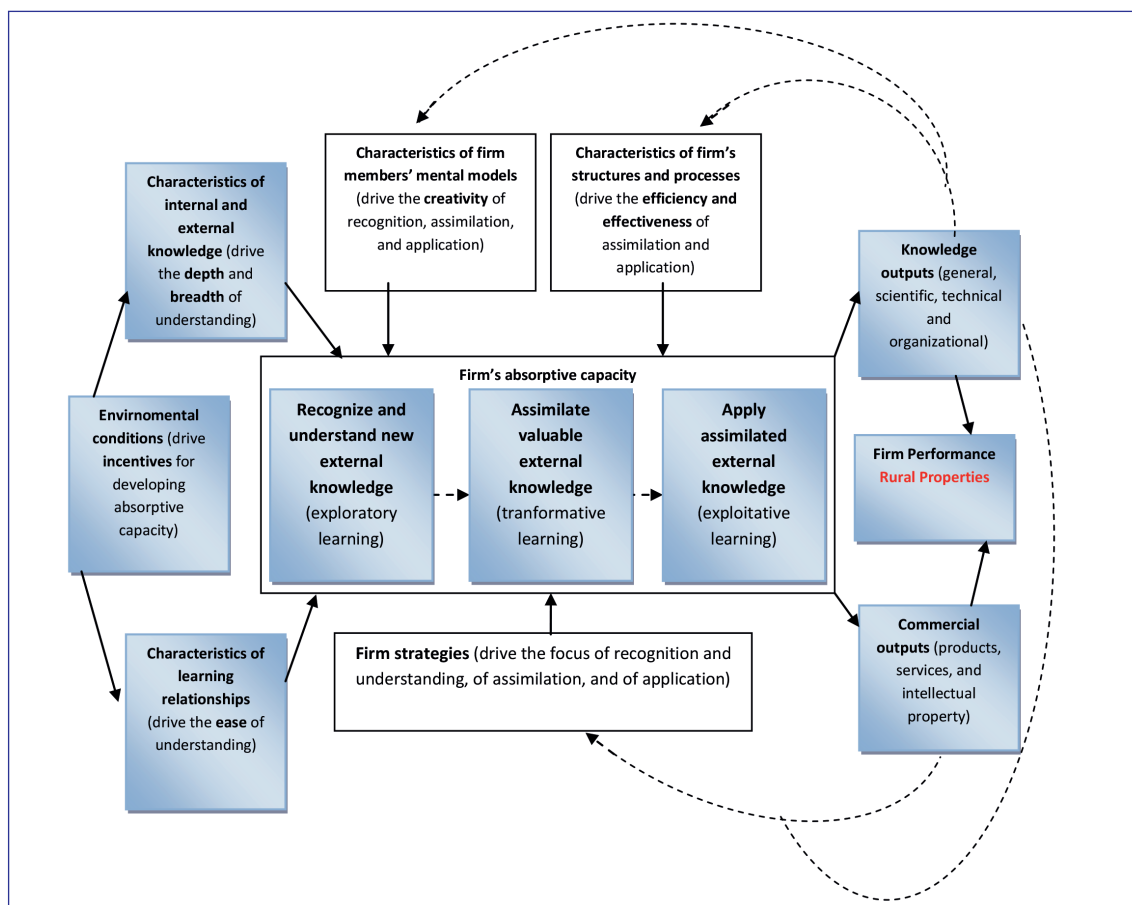 Characteristics of firm
members’ mental models
(drive the creativity of
recognition, assimilation,
and application)
Characteristics of firm’s
structures and processes
(drive the efficiency and
effectiveness of
assimilation and
application)
Characteristics of
internal and
external
knowledge (drive
the depth and
breadth of
understanding)
Knowledge
outputs (general,
scientific, technical
and
organizational)
Envirnomental
conditions (drive
incentives for
developing
absorptive
capacity)
Firm’s absorptive capacity
Recognize and
understand new
external
knowledge
(exploratory
learning)
Assimilate
valuable
external
knowledge
(tranformative
learning)
Apply
assimilated
external
knowledge
(exploitative
learning)
Firm Performance
Rural Properties
Characteristics of
learning
relationships
(drive the ease of
understanding)
Firm strategies (drive the focus of recognition and
understanding, of assimilation, and of application)
Commercial
outputs (products,
services, and
intellectual
property)